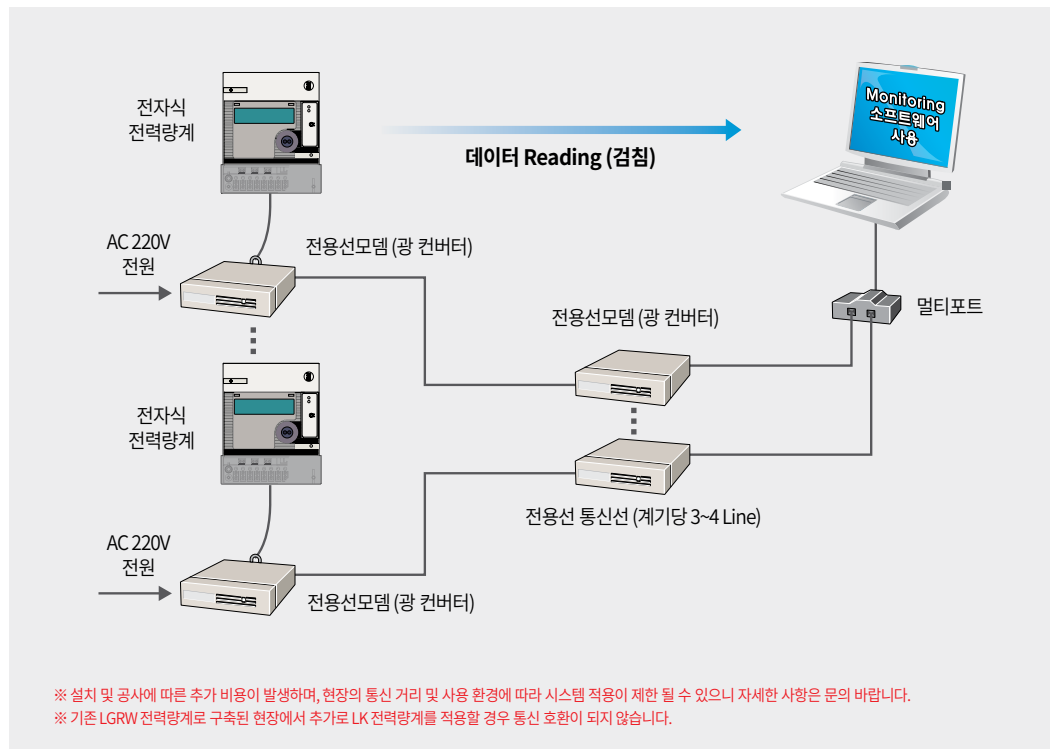 전자식
전력량계
데이터 Reading (검침)
Monitoring
소프트웨어
사용
AC 220V
전원
전용선모뎀 (광 컨버터)
멀티포트
전용선모뎀 (광 컨버터)
전자식
전력량계
전용선 통신선 (계기당 3~4 Line)
AC 220V
전원
전용선모뎀 (광 컨버터)
※ 설치 및 공사에 따른 추가 비용이 발생하며, 현장의 통신 거리 및 사용 환경에 따라 시스템 적용이 제한 될 수 있으니 자세한 사항은 문의 바랍니다.
※ 기존 LGRW 전력량계로 구축된 현장에서 추가로 LK 전력량계를 적용할 경우 통신 호환이 되지 않습니다.